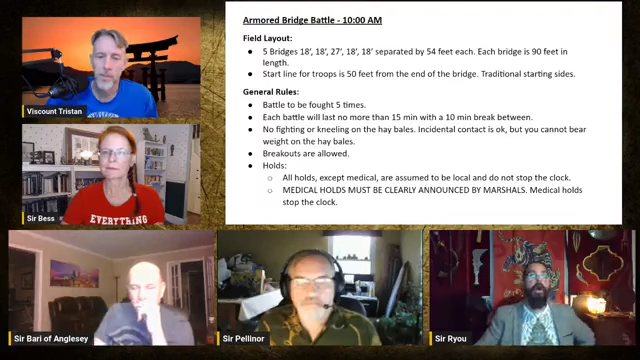 Armored Bridge Battle - 10:00 AM
Field Layout:
● 5 Bridges 18', 18', 27', 18', 18' separated by 54 feet each. Each bridge is 90 feet in
length.
● Start line for troops is 50 feet from the end of the bridge. Traditional starting sides.
General Rules:
● Battle to be fought 5 times.
● Each battle will last no more than 15 min with a 10 min break between.
● No fighting or kneeling on the hay bales. Incidental contact is ok, but you cannot bear
weight on the hay bales.
● Breakouts are allowed.
● Holds:
○ All holds, except medical, are assumed to be local and do not stop the clock.
○ MEDICAL HOLDS MUST BE CLEARLY ANNOUNCED BY MARSHALS. Medical holds
stop the clock.
Viscount Tristan
EVERYTHING
Sir Bess
Sir Bari of Anglesey
Sir Pellinor
Sir Ryou